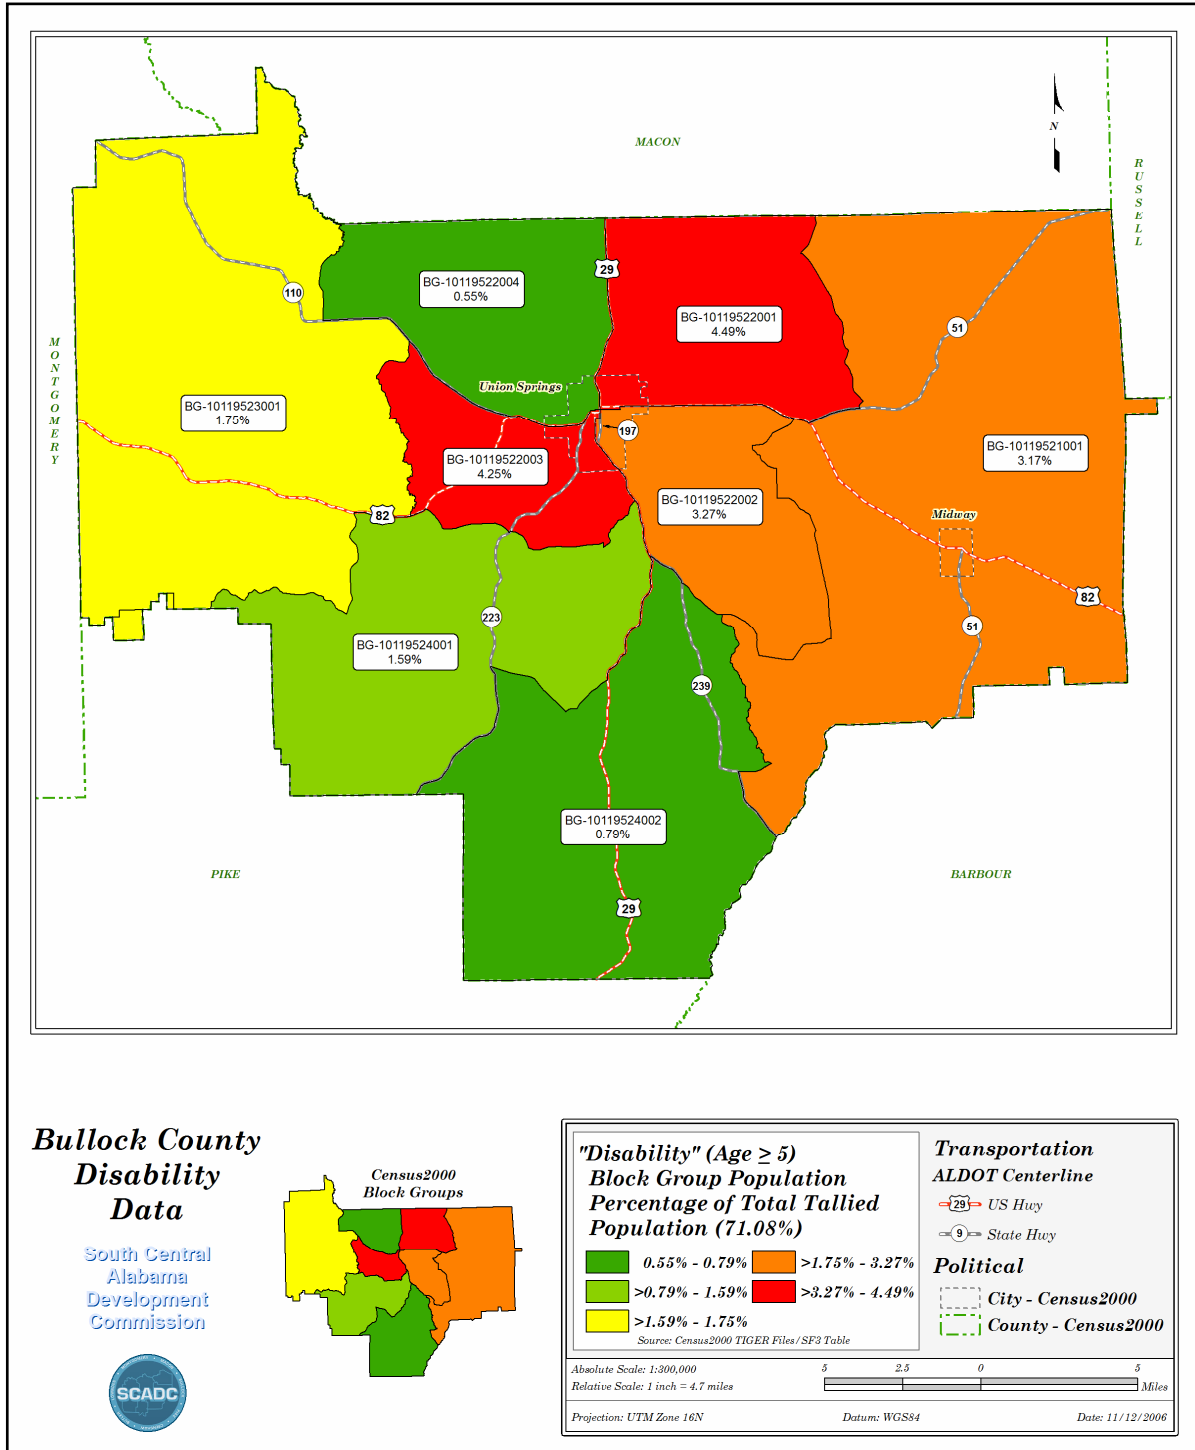 MACON
N
RUSSELL
29
BG-10119522004
0.55%
110
BG-10119522001
4.49%
51
MONTGOMERY
Union Springs
BG-10119523001
1.75%
197
BG-10119521001
3.17%
BG-10119522003
4.25%
BG-10119522002
3.27%
82
Midway
82
223
51
BG-10119524001
1.59%
239
BG-10119524002
0.79%
PIKE
BARBOUR
29
Bullock County
Disability
Data
South Central
Alabama
Development
Commission
SCADC
Census2000
Block Groups
"Disability" (Age ≥ 5)
Block Group Population
Percentage of Total Tallied
Population (71.08%)
0.55% - 0.79%
>1.75% - 3.27%
>0.79% - 1.59%
>3.27% - 4.49%
>1.59% - 1.75%
Source: Census2000 TIGER Files/SF3 Table
Transportation
ALDOT Centerline
29 US Hwy
9 State Hwy
Political
City - Census2000
County - Census2000
Absolute Scale: 1:300,000
Relative Scale: 1 inch = 4.7 miles
5 2.5 0 5
Miles
Projection: UTM Zone 16N
Datum: WGS84
Date: 11/12/2006